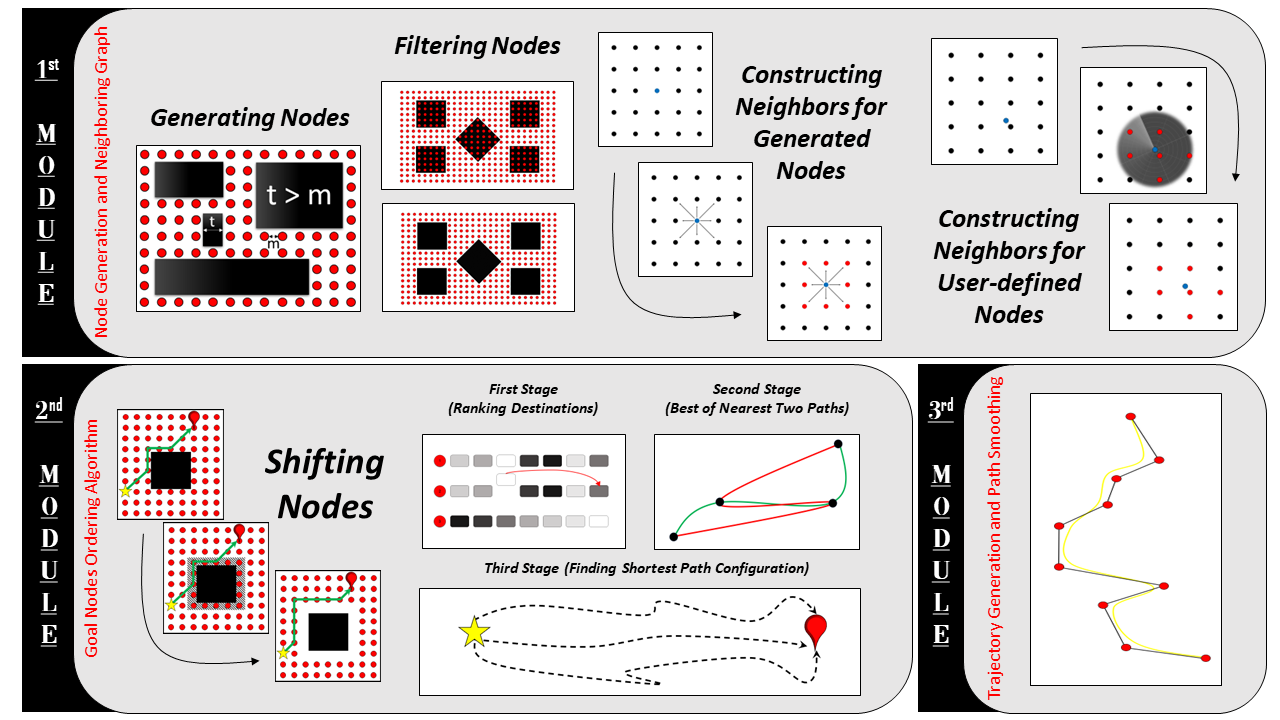 1st
MODULE
Node Generation and Neighboring Graph
Generating Nodes
t > m
t
m
Filtering Nodes
Constructing
Neighbors for
Generated
Nodes
Constructing
Neighbors for
User-defined
Nodes
2nd
MODULE
Goal Nodes Ordering Algorithm
Shifting
Nodes
First Stage
(Ranking Destinations)
Second Stage
(Best of Nearest Two Paths)
Third Stage (Finding Shortest Path Configuration)
3rd
MODULE
Trajectory Generation and Path Smoothing